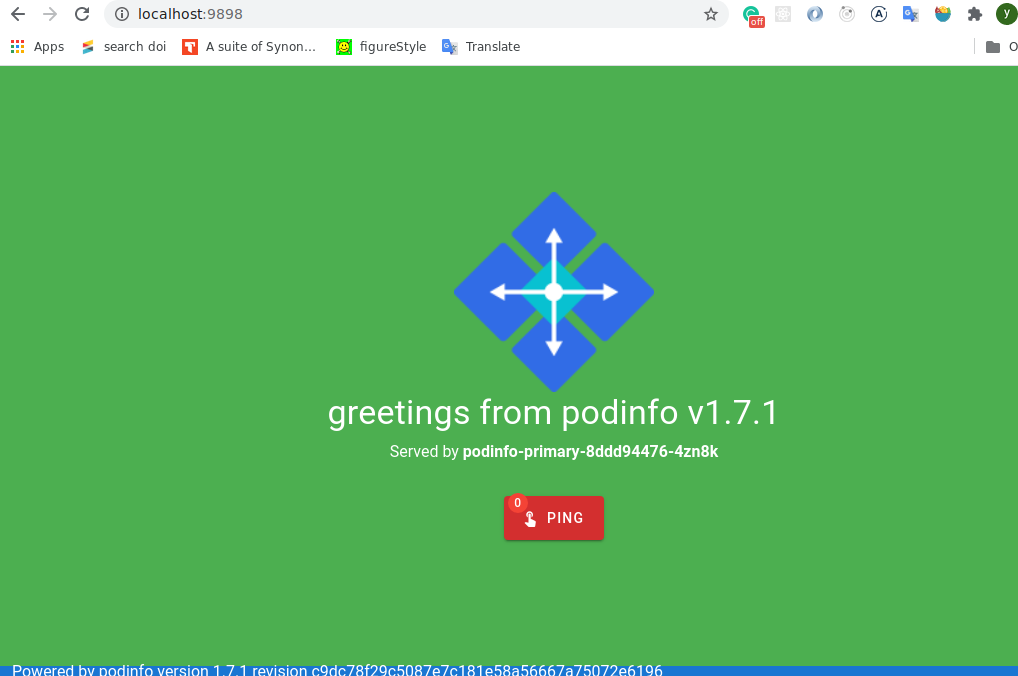 localhost:9898
off
y
Apps search doi A suite of Synon... figureStyle Translate O
greetings from podinfo v1.7.1
Served by podinfo-primary-8ddd94476-4zn8k
0
PING
Powered by podinfo version 1.7.1 revision c9dc78f29c5087e7c181e58a56667a75072e6196